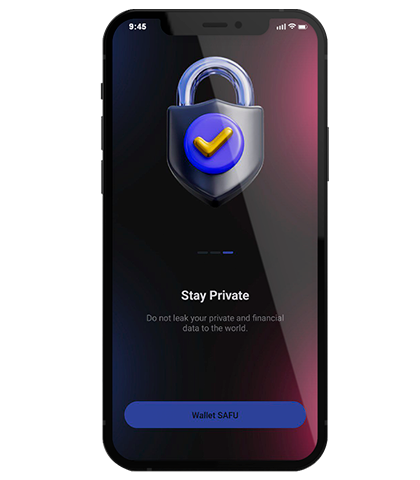 9:45
Stay Private
Do not leak your private and financial
data to the world.
Wallet SAFU